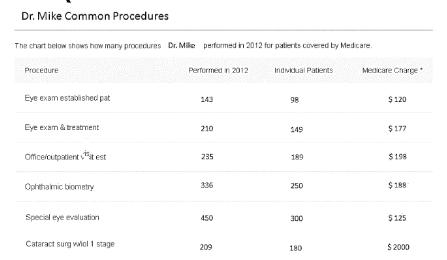 Dr. Mike Common Procedures
The chart below shows how many procedures Dr. Mike performed in 2012 for patients covered by Medicare.
Procedure Performed in 2012 Individual Patients Medicare Charge *
Eye exam established pat 143 98 $ 120
Eye exam & treatment 210 149 $ 177
Office/outpatient visit est 235 189 $ 198
Ophthalmic biometry 336 250 $ 188
Special eye evaluation 450 300 $ 125
Cataract surg w/iol 1 stage 209 180 $ 2000